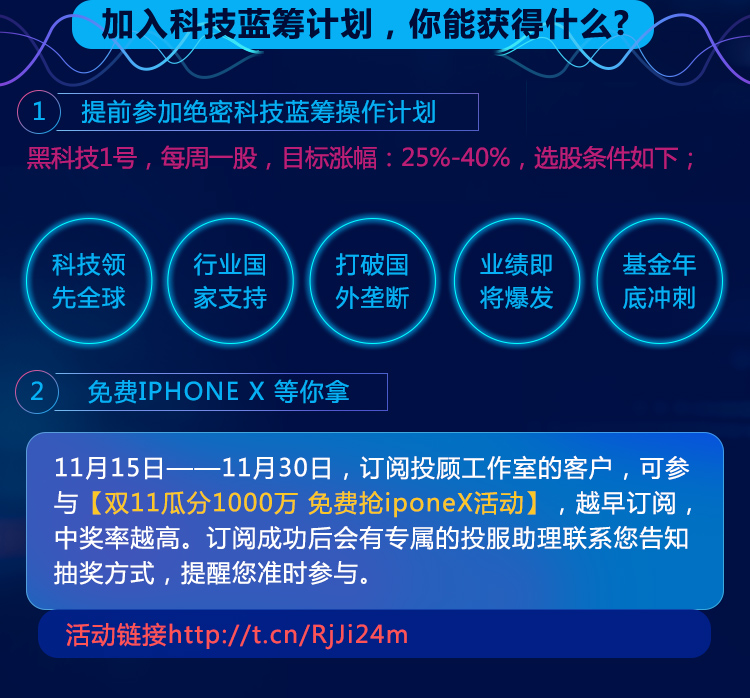 加入科技蓝筹计划，你能获得什么?
1 提前参加绝密科技蓝筹操作计划
黑科技1号，每周一股，目标涨幅：25%-40%，选股条件如下；
科技领
先全球
行业国
家支持
打破国
外垄断
业绩即
将爆发
基金年
底冲刺
2 免费IPHONE X 等你拿
11月15日——11月30日，订阅投顾工作室的客户，可参
与【双11瓜分1000万 免费抢iponeX活动】，越早订阅，
中奖率越高。订阅成功后会有专属的投服助理联系您告知
抽奖方式，提醒您准时参与。
活动链接http://t.cn/RjJi24m